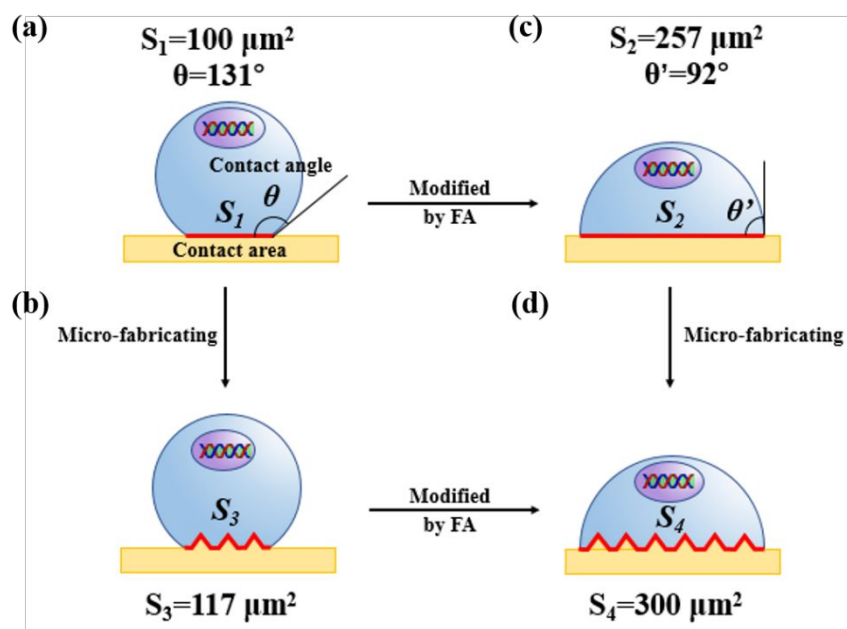 (a)
S₁=100 μm²
θ=131°
Contact angle
θ
S₁
Contact area
Modified
by FA
(c)
S₂=257 μm²
θ'=92°
S₂
θ'
(b)
Micro-fabricating
(d)
Micro-fabricating
S₃
S₃=117 μm²
Modified
by FA
S₄
S₄=300 μm²